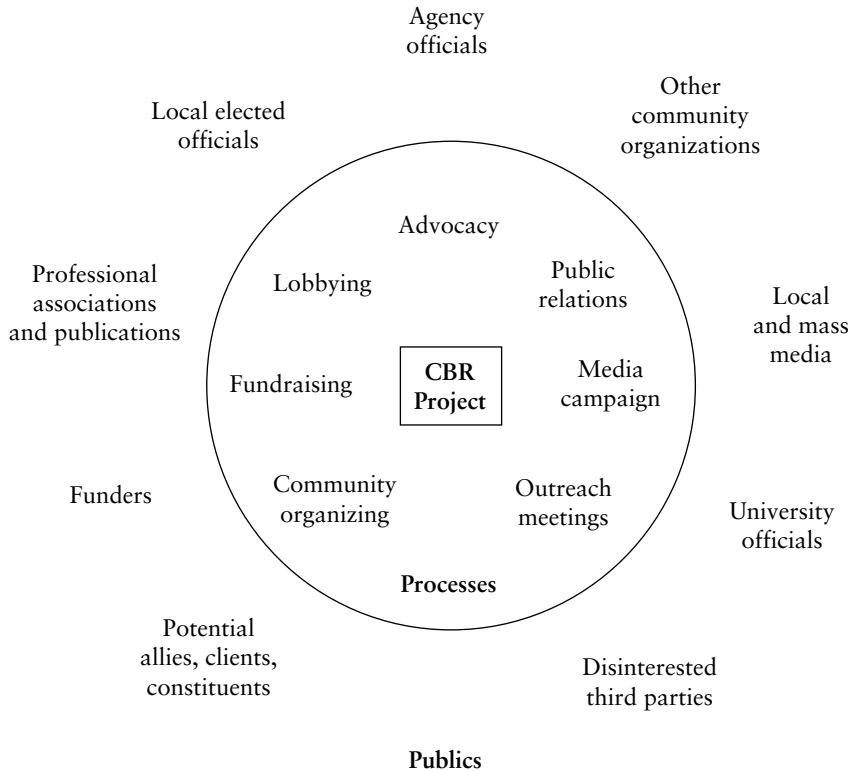 Agency
officials
Local elected
officials
Other
community
organizations
Advocacy
Lobbying
Public
relations
Professional
associations
and publications
Local
and mass
media
Fundraising
CBR
Project
Media
campaign
Funders
Community
organizing
Outreach
meetings
University
officials
Processes
Potential
allies, clients,
constituents
Disinterested
third parties
Publics